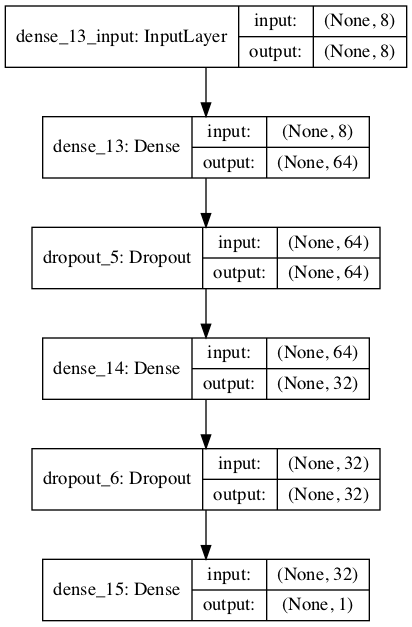 dense_13_input: InputLayer
input: (None, 8)
output: (None, 8)
dense_13: Dense
input: (None, 8)
output: (None, 64)
dropout_5: Dropout
input: (None, 64)
output: (None, 64)
dense_14: Dense
input: (None, 64)
output: (None, 32)
dropout_6: Dropout
input: (None, 32)
output: (None, 32)
dense_15: Dense
input: (None, 32)
output: (None, 1)